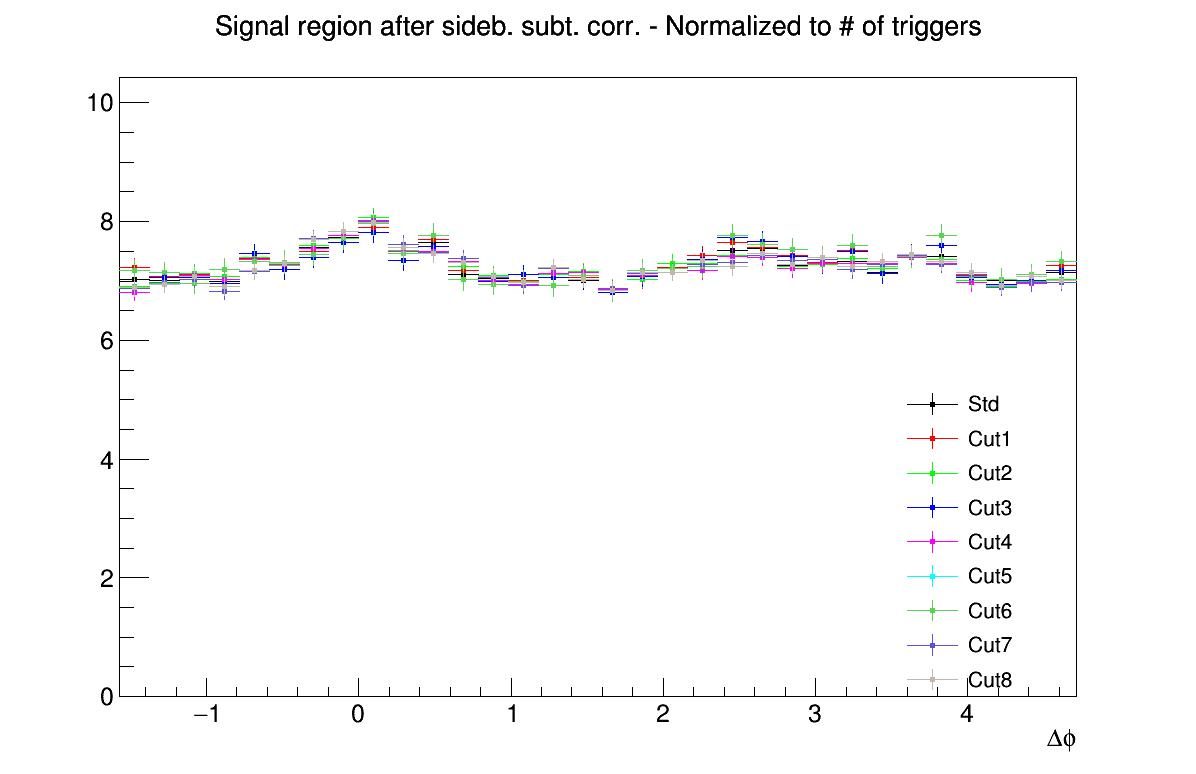 Signal region after sideb. subt. corr. - Normalized to # of triggers
10
8
6
4
2
0
−1
0
1
2
3
4
Δϕ
Std
Cut1
Cut2
Cut3
Cut4
Cut5
Cut6
Cut7
Cut8